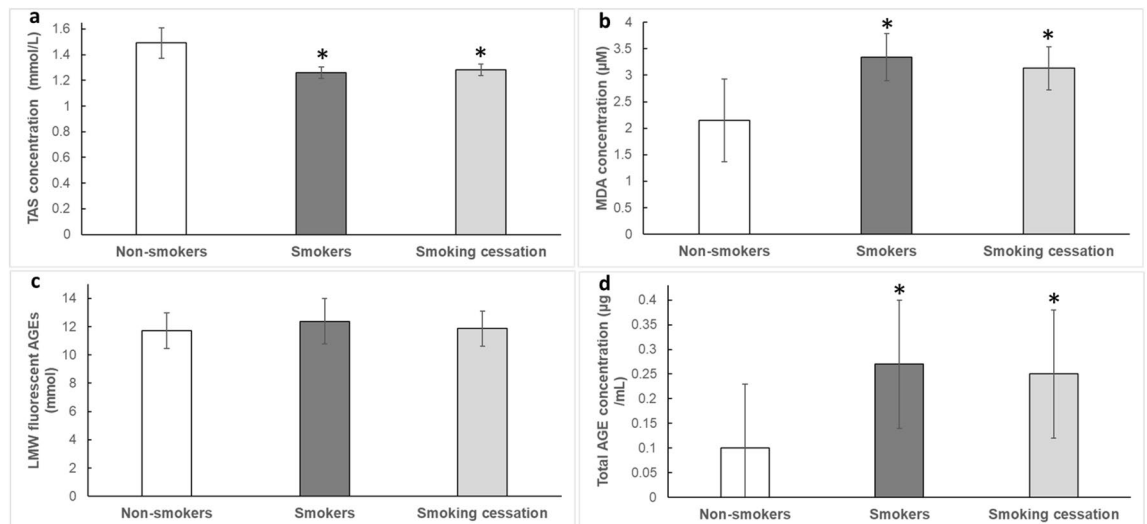 a
TAS concentration (mmol/L)
1.6
1.4
1.2
1
0.8
0.6
0.4
0.2
0
*
*
Non-smokers
Smokers
Smoking cessation
b
MDA concentration (µM)
4
3.5
3
2.5
2
1.5
1
0.5
0
*
*
Non-smokers
Smokers
Smoking cessation
c
LMW fluorescent AGEs
(mmol)
14
12
10
8
6
4
2
0
Non-smokers
Smokers
Smoking cessation
d
Total AGE concentration (µg
/mL)
0.4
0.35
0.3
0.25
0.2
0.15
0.1
0.05
0
*
*
Non-smokers
Smokers
Smoking cessation